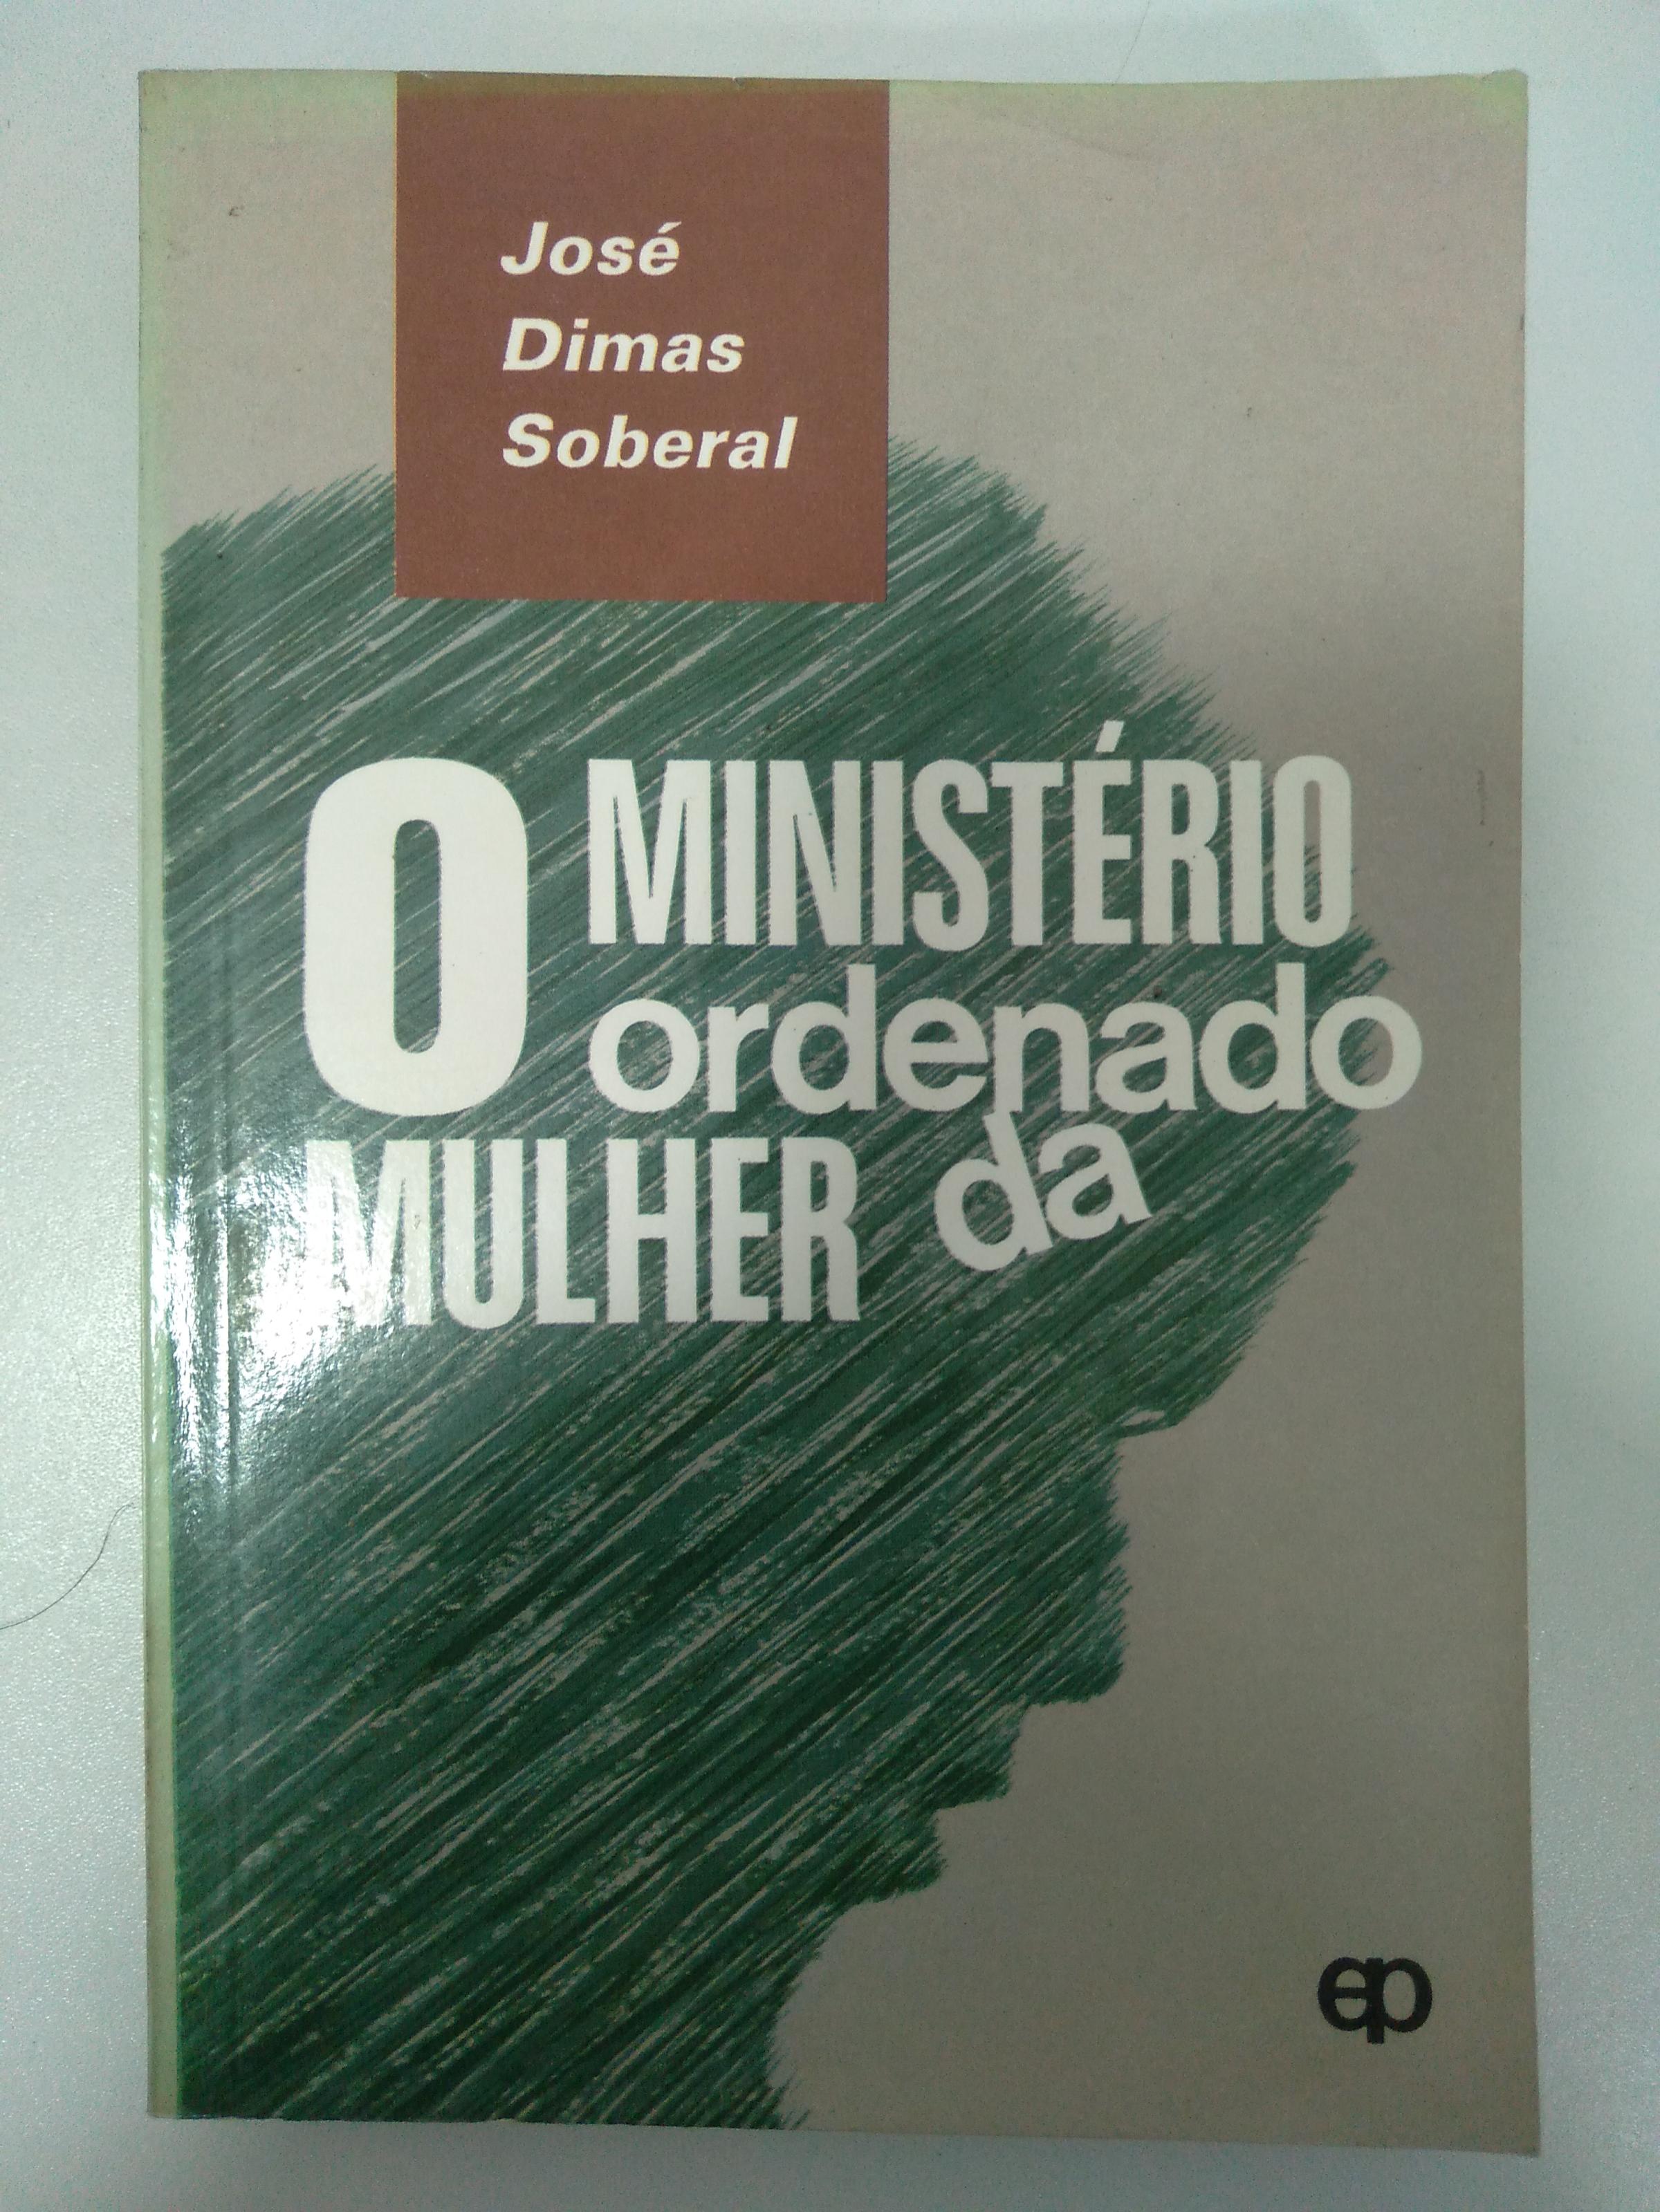 José
Dimas
Soberal
O MINISTÉRIO
ordenado
MULHER da
ep